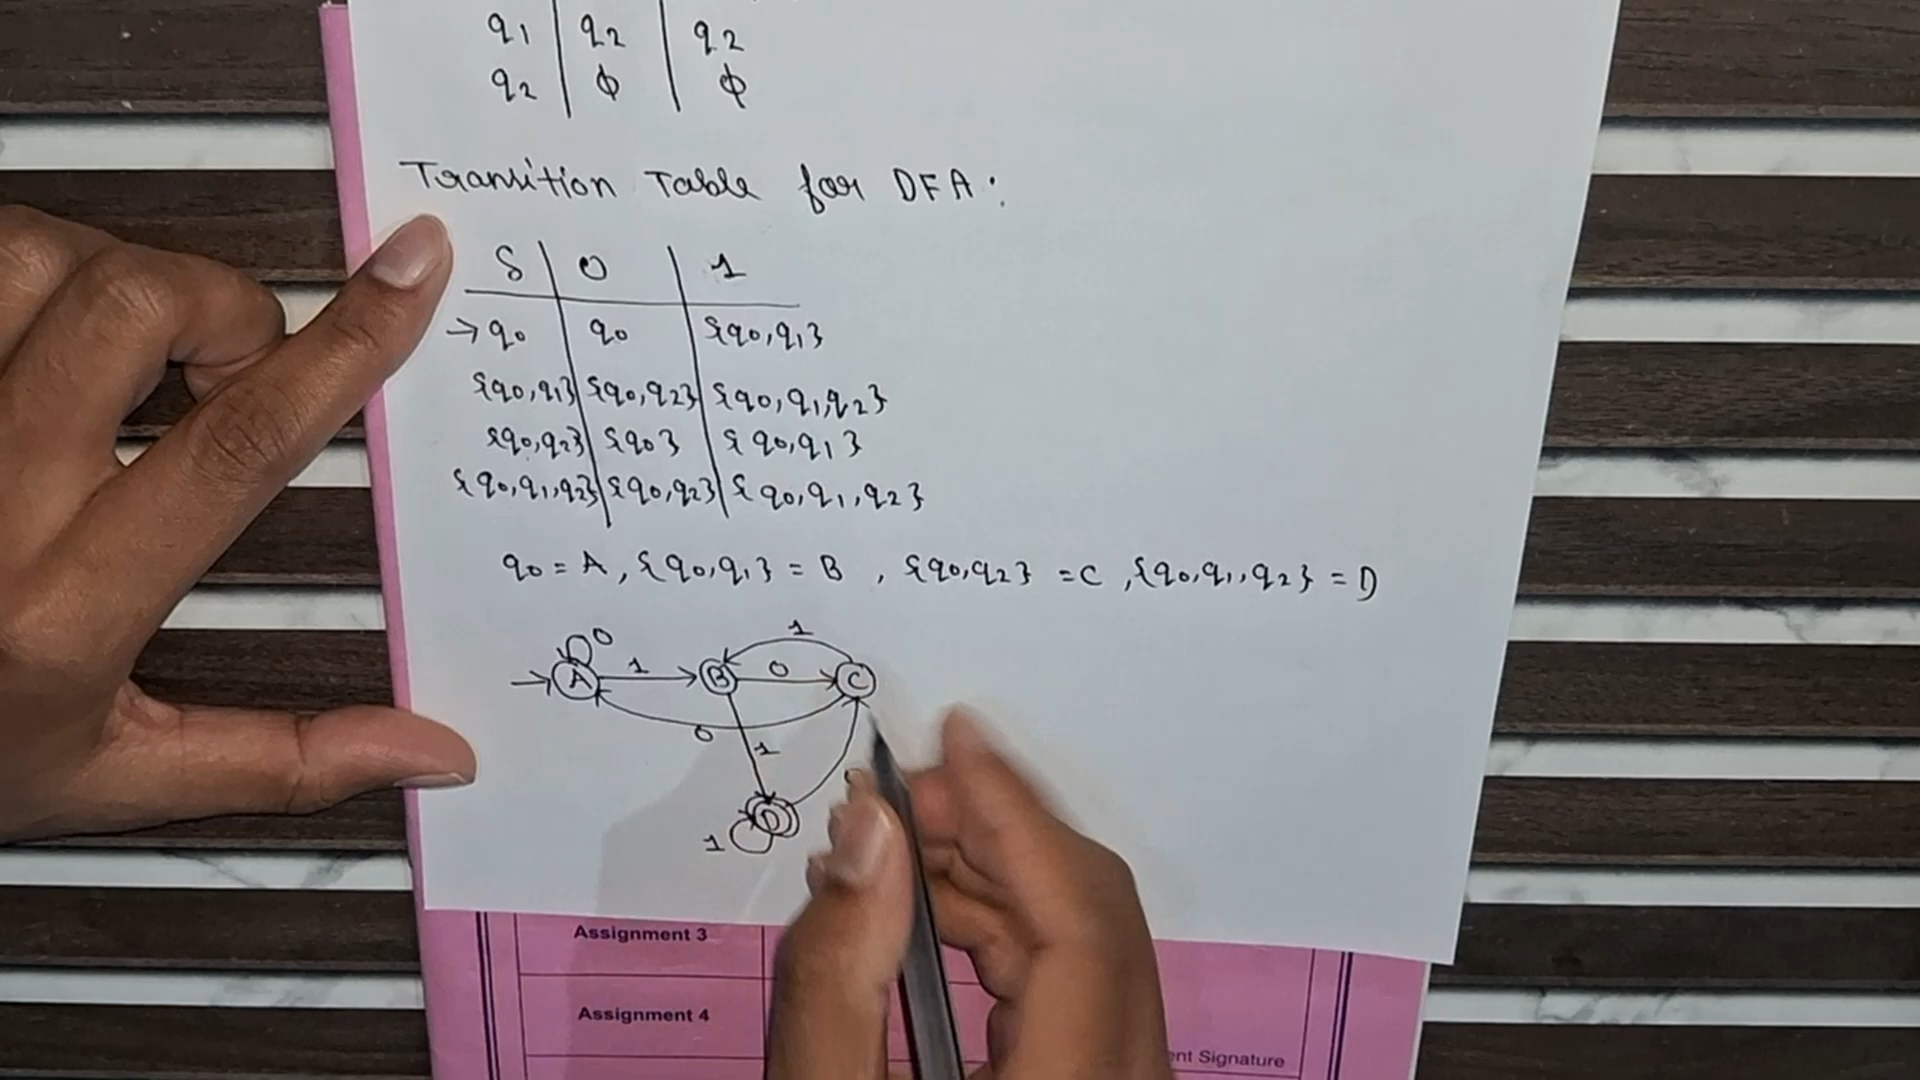 q1 | q2 | q2
q2 | ϕ | ϕ
Transition Table for DFA:
δ | 0 | 1
→ q0 | q0 | {q0,q1}
{q0,q1} | {q0,q2} | {q0,q1,q2}
{q0,q2} | {q0} | {q0,q1}
{q0,q1,q2} | {q0,q2} | {q0,q1,q2}
q0 = A, {q0,q1} = B, {q0,q2} = C, {q0,q1,q2} = D
0 1
A 1 B 0 C
0 1
D
1
Assignment 3
Assignment 4
Signature